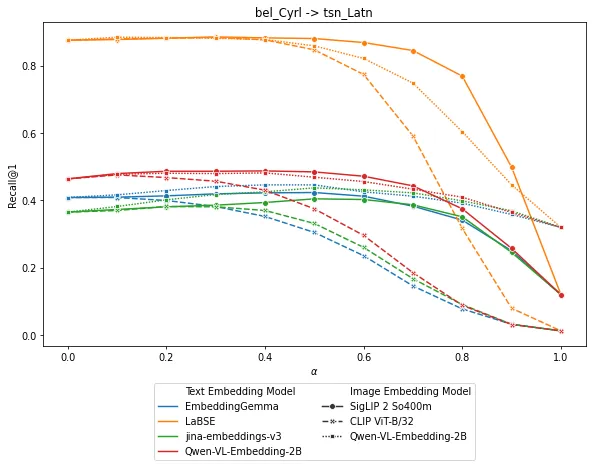 bel_Cyrl -> tsn_Latn
Recall@1
0.8
0.6
0.4
0.2
0.0
0.0 0.2 0.4 0.6 0.8 1.0
α
Text Embedding Model Image Embedding Model
EmbeddingGemma SigLIP 2 So400m
LaBSE CLIP ViT-B/32
jina-embeddings-v3 Qwen-VL-Embedding-2B
Qwen-VL-Embedding-2B